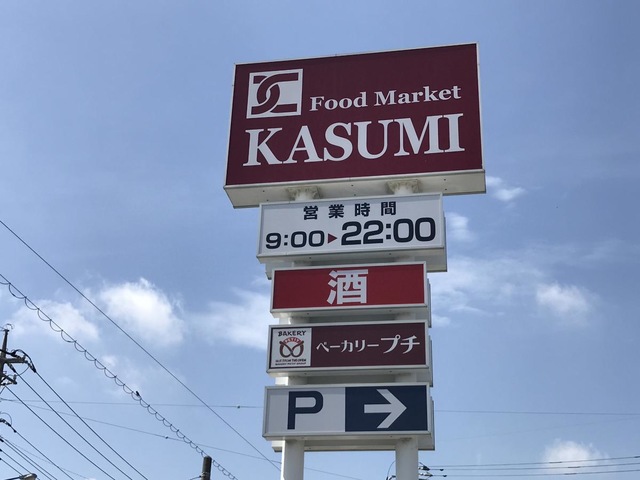 Food Market
KASUMI
営業時間
9:00▶22:00
酒
BAKERY
ベーカリープチ
P →